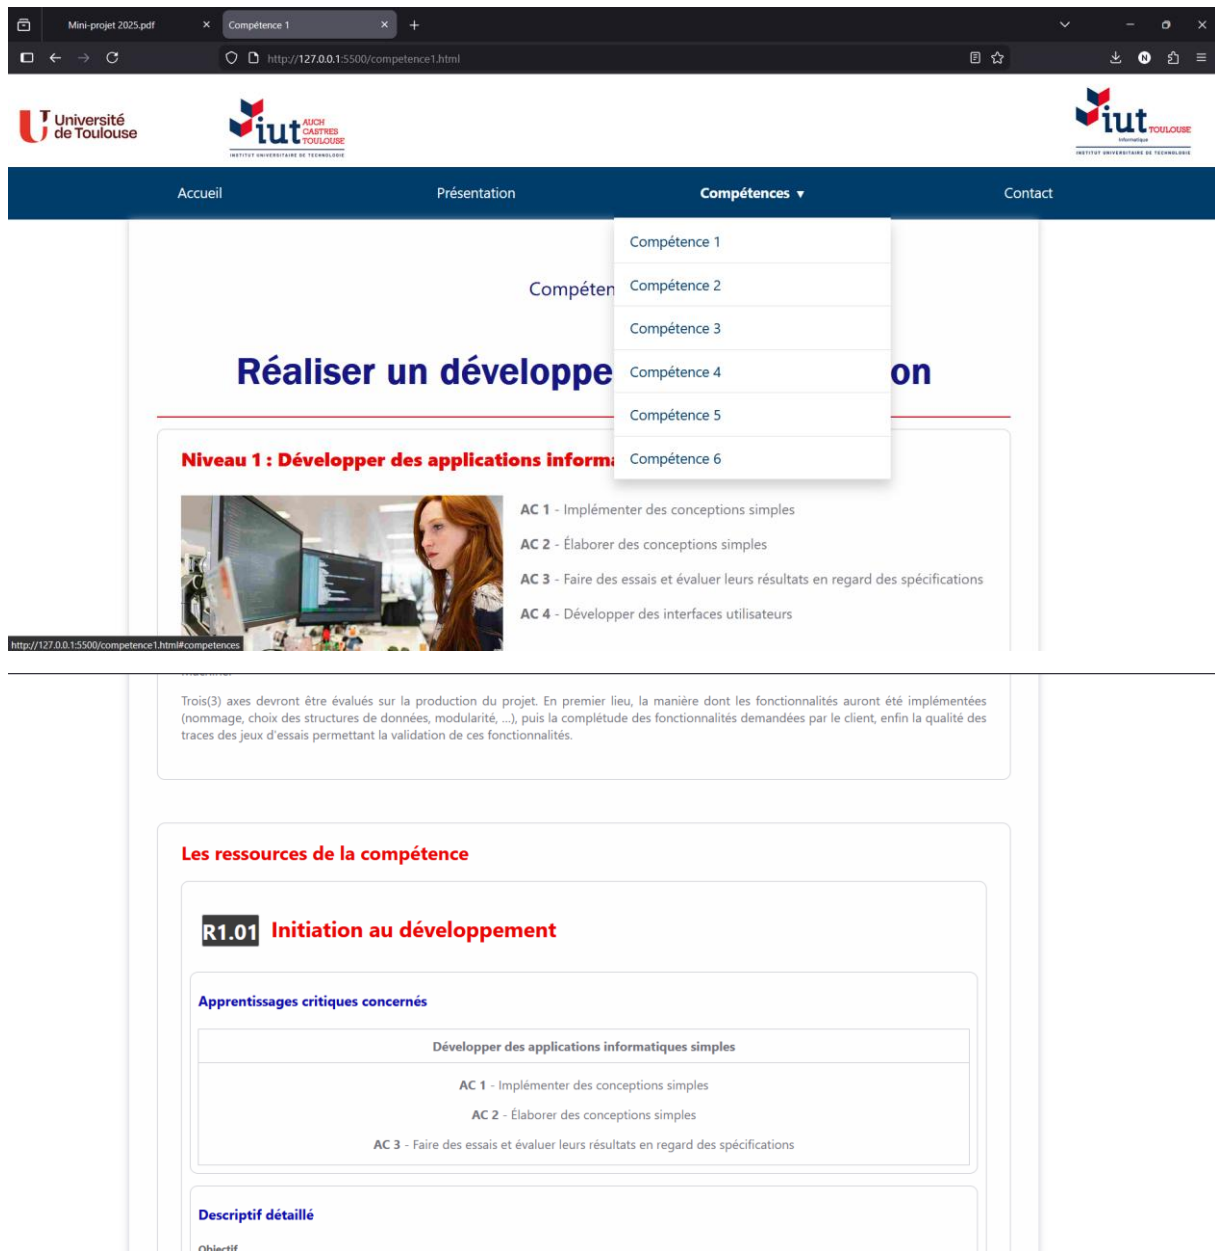 Mini-projet 2025.pdf
Compétence 1
http://127.0.0.1:5500/competence1.html
Université
de Toulouse
iut AUCH
CASTRES
TOULOUSE
INSTITUT UNIVERSITAIRE DE TECHNOLOGIE
iut TOULOUSE
Informatique
INSTITUT UNIVERSITAIRE DE TECHNOLOGIE
Accueil Présentation Compétences ▾ Contact
Compétence 1
Compétence 2
Compétence 3
Compétence 4
Compétence 5
Compétence 6
Compéten
Réaliser un développe on
Niveau 1 : Développer des applications informa
AC 1 - Implémenter des conceptions simples
AC 2 - Élaborer des conceptions simples
AC 3 - Faire des essais et évaluer leurs résultats en regard des spécifications
AC 4 - Développer des interfaces utilisateurs
http://127.0.0.1:5500/competence1.html#competences
Trois(3) axes devront être évalués sur la production du projet. En premier lieu, la manière dont les fonctionnalités auront été implémentées
(nommage, choix des structures de données, modularité, ...), puis la complétude des fonctionnalités demandées par le client, enfin la qualité des
traces des jeux d'essais permettant la validation de ces fonctionnalités.
Les ressources de la compétence
R1.01 Initiation au développement
Apprentissages critiques concernés
Développer des applications informatiques simples
AC 1 - Implémenter des conceptions simples
AC 2 - Élaborer des conceptions simples
AC 3 - Faire des essais et évaluer leurs résultats en regard des spécifications
Descriptif détaillé
Objectif